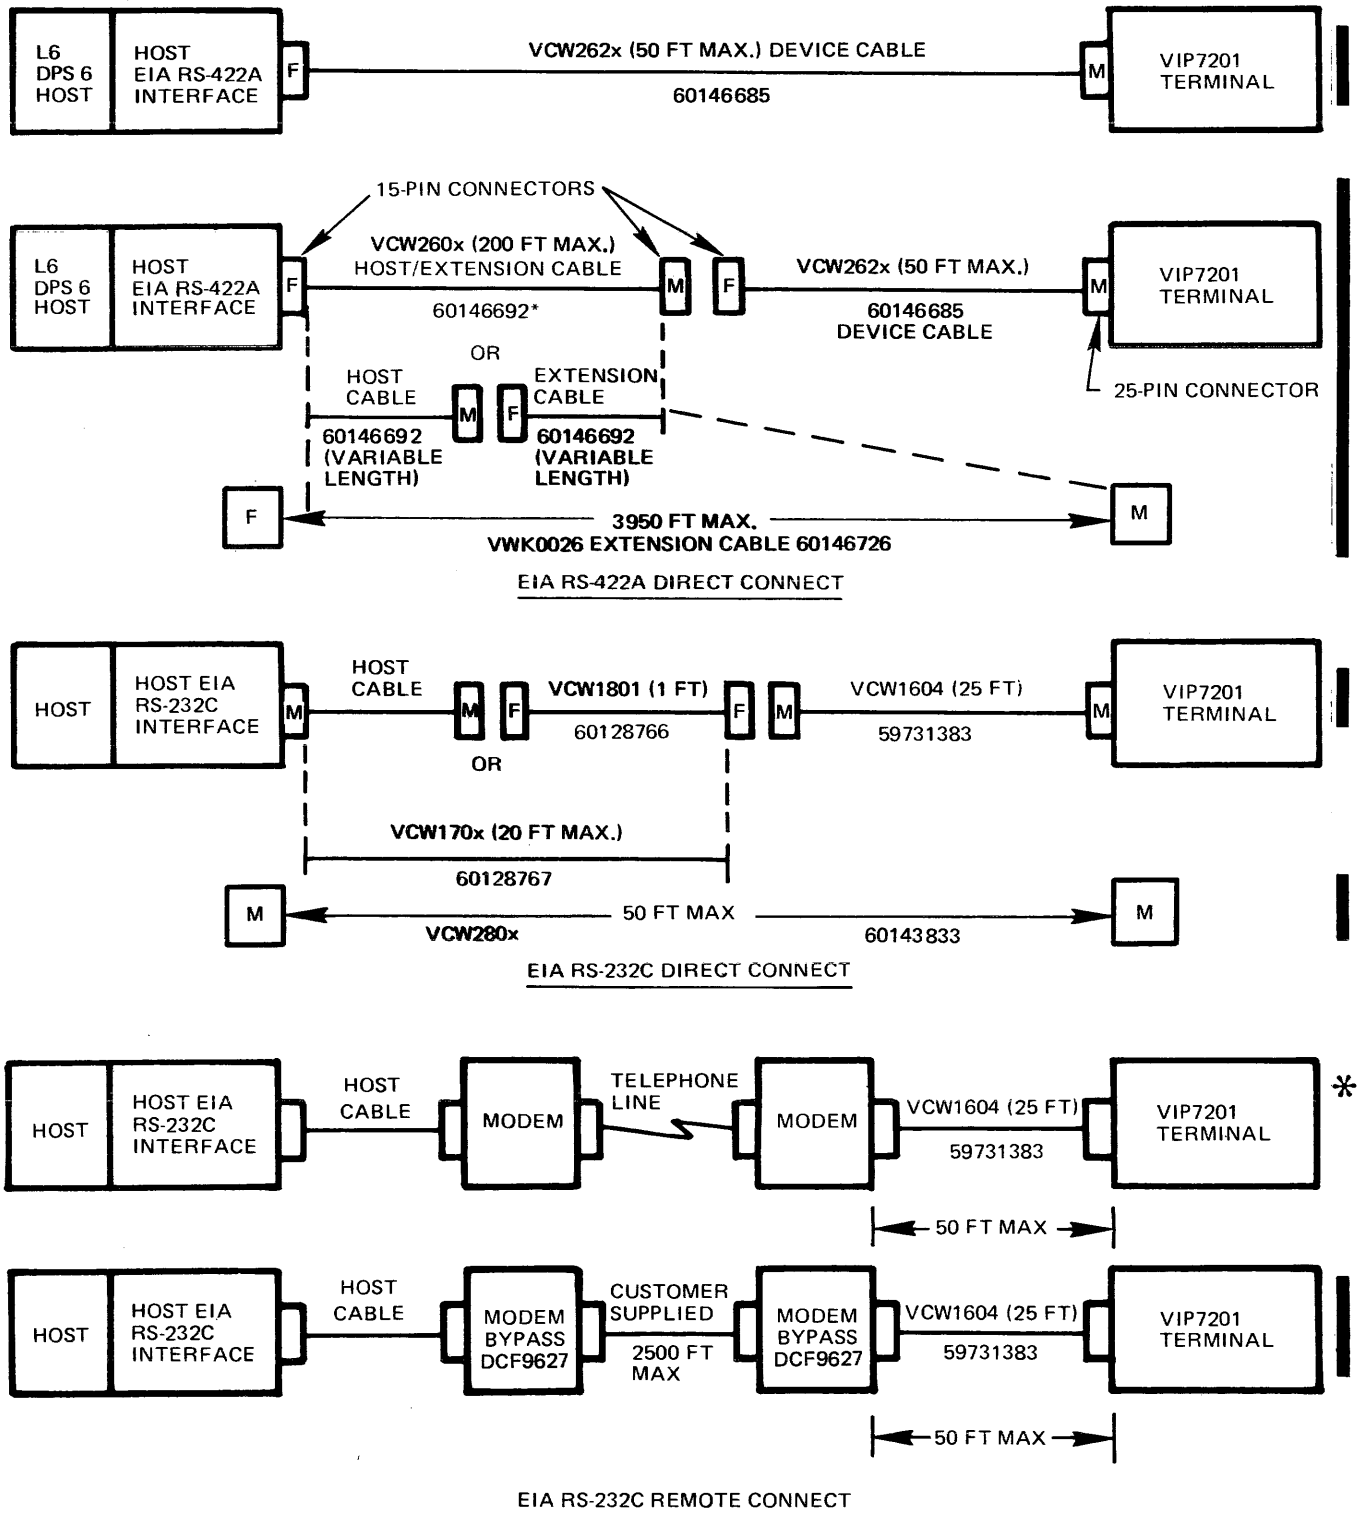 L6
DPS 6
HOST
HOST
EIA RS-422A
INTERFACE
F
VCW262x (50 FT MAX.) DEVICE CABLE
60146685
M
VIP7201
TERMINAL
15-PIN CONNECTORS
L6
DPS 6
HOST
HOST
EIA RS-422A
INTERFACE
F
VCW260x (200 FT MAX.)
HOST/EXTENSION CABLE
60146692*
M
F
VCW262x (50 FT MAX.)
60146685
DEVICE CABLE
M
VIP7201
TERMINAL
25-PIN CONNECTOR
OR
HOST
CABLE
M
F
EXTENSION
CABLE
60146692
(VARIABLE
LENGTH)
60146692
(VARIABLE
LENGTH)
F
3950 FT MAX.
VWK0026 EXTENSION CABLE 60146726
M
EIA RS-422A DIRECT CONNECT
HOST
HOST EIA
RS-232C
INTERFACE
M
HOST
CABLE
M
F
VCW1801 (1 FT)
60128766
F
M
VCW1604 (25 FT)
59731383
M
VIP7201
TERMINAL
OR
VCW170x (20 FT MAX.)
60128767
M
50 FT MAX
VCW280x
60143833
M
EIA RS-232C DIRECT CONNECT
HOST
HOST EIA
RS-232C
INTERFACE
HOST
CABLE
MODEM
TELEPHONE
LINE
MODEM
VCW1604 (25 FT)
59731383
VIP7201
TERMINAL
*
50 FT MAX
HOST
HOST EIA
RS-232C
INTERFACE
HOST
CABLE
MODEM
BYPASS
DCF9627
CUSTOMER
SUPPLIED
2500 FT
MAX
MODEM
BYPASS
DCF9627
VCW1604 (25 FT)
59731383
VIP7201
TERMINAL
50 FT MAX
EIA RS-232C REMOTE CONNECT